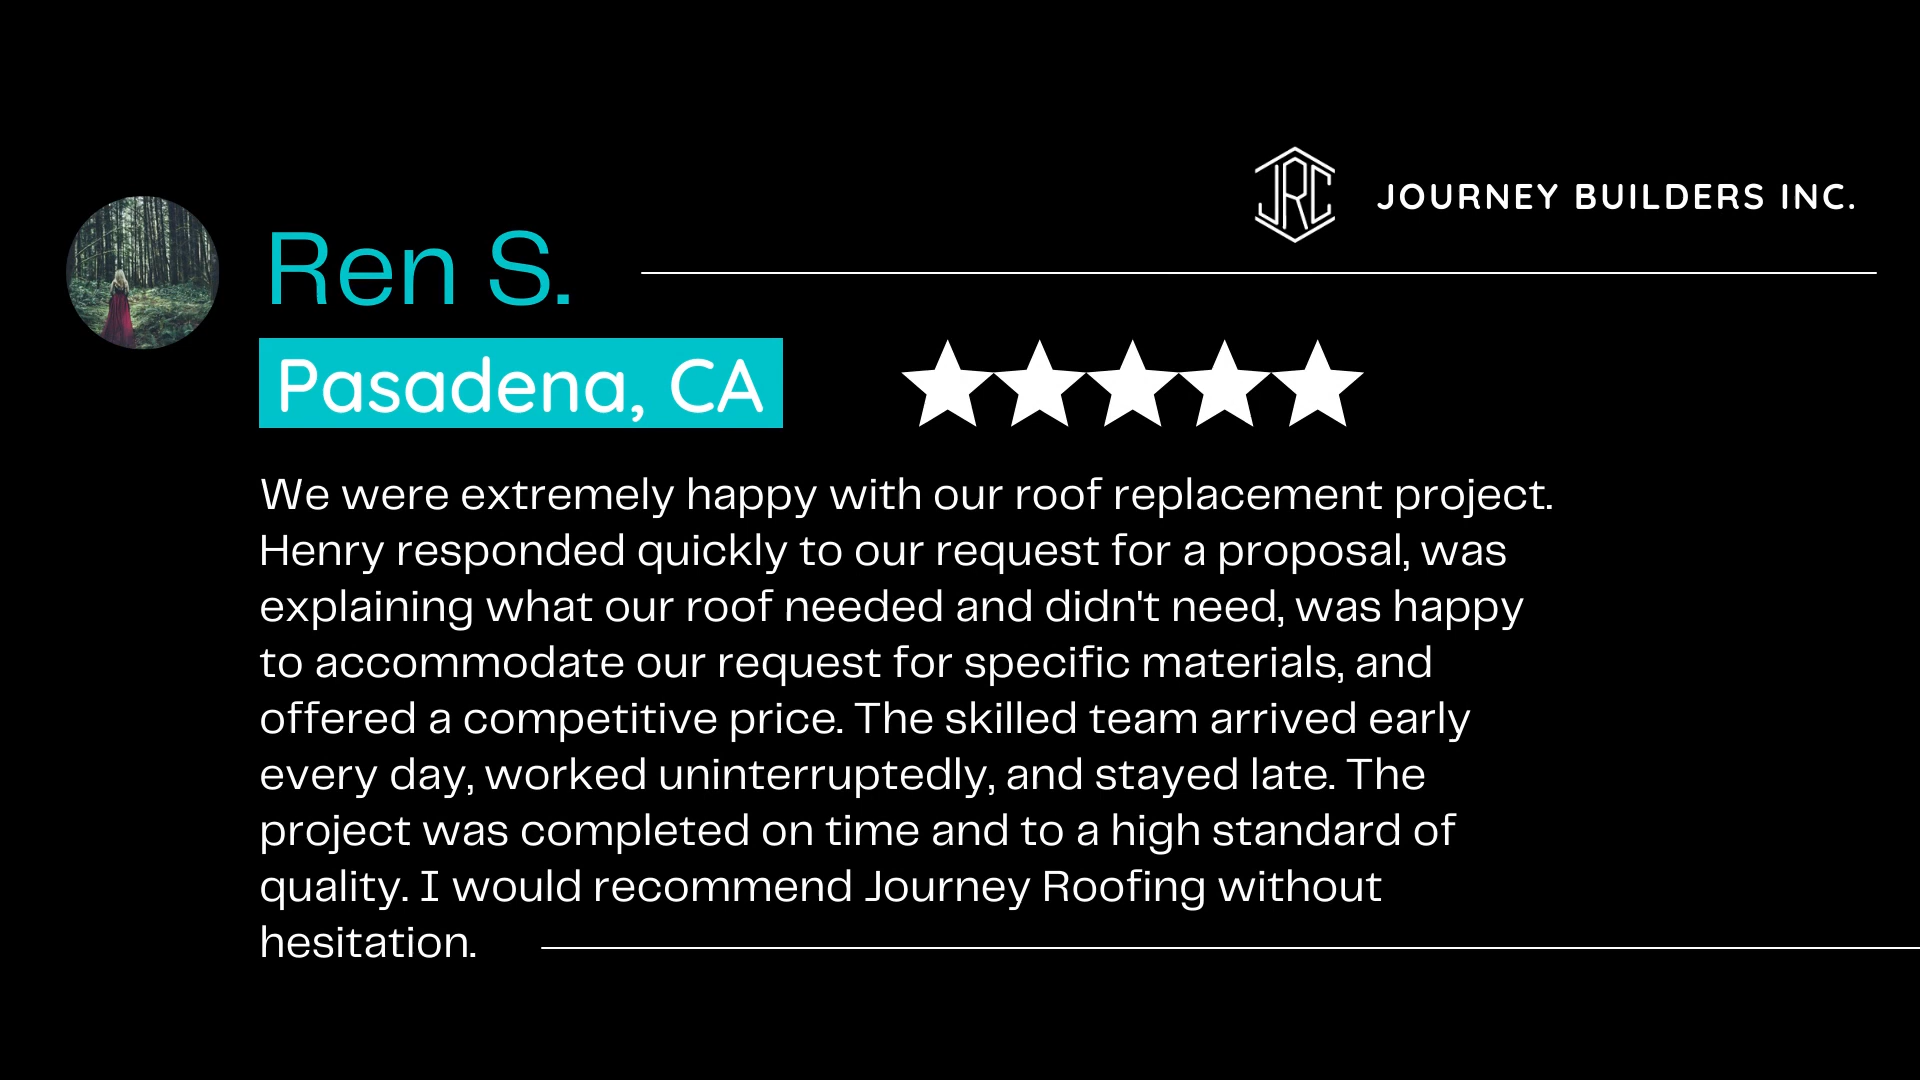 JRC
JOURNEY BUILDERS INC.
Ren S.
Pasadena, CA
We were extremely happy with our roof replacement project.
Henry responded quickly to our request for a proposal, was
explaining what our roof needed and didn't need, was happy
to accommodate our request for specific materials, and
offered a competitive price. The skilled team arrived early
every day, worked uninterruptedly, and stayed late. The
project was completed on time and to a high standard of
quality. I would recommend Journey Roofing without
hesitation.